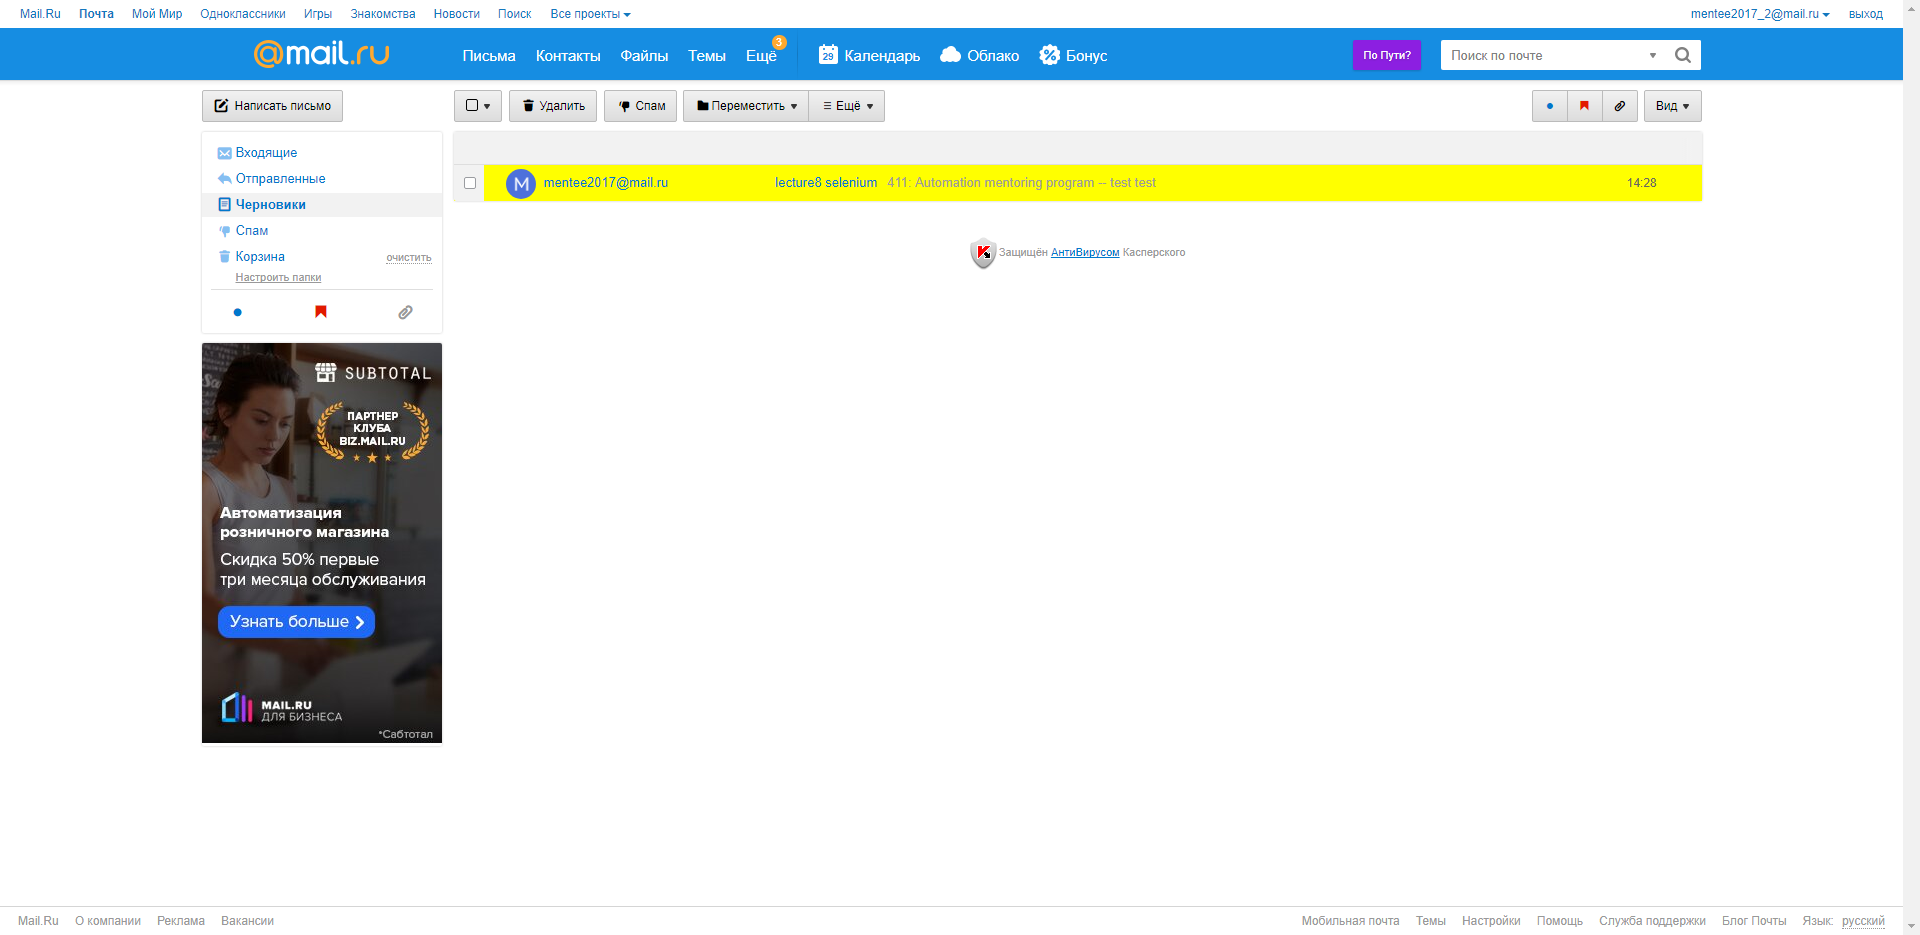 Mail.Ru Почта Мой Мир Одноклассники Игры Знакомства Новости Поиск Все проекты mentee2017_2@mail.ru выход
@mail.ru Письма Контакты Файлы Темы Ещё 3 29 Календарь Облако Бонус По Пути? Поиск по почте
Написать письмо Удалить Спам Переместить Ещё Вид
Входящие
Отправленные
Черновики
Спам
Корзина очистить
Настроить папки
M mentee2017@mail.ru lecture8 selenium 411: Automation mentoring program -- test test 14:28
Защищён АнтиВирусом Касперского
SUBTOTAL
ПАРТНЕР
КЛУБА
BIZ.MAIL.RU
Автоматизация
розничного магазина
Скидка 50% первые
три месяца обслуживания
Узнать больше
MAIL.RU
ДЛЯ БИЗНЕСА
*Сабтотал
Mail.Ru О компании Реклама Вакансии Мобильная почта Темы Настройки Помощь Служба поддержки Блог Почты Язык: русский